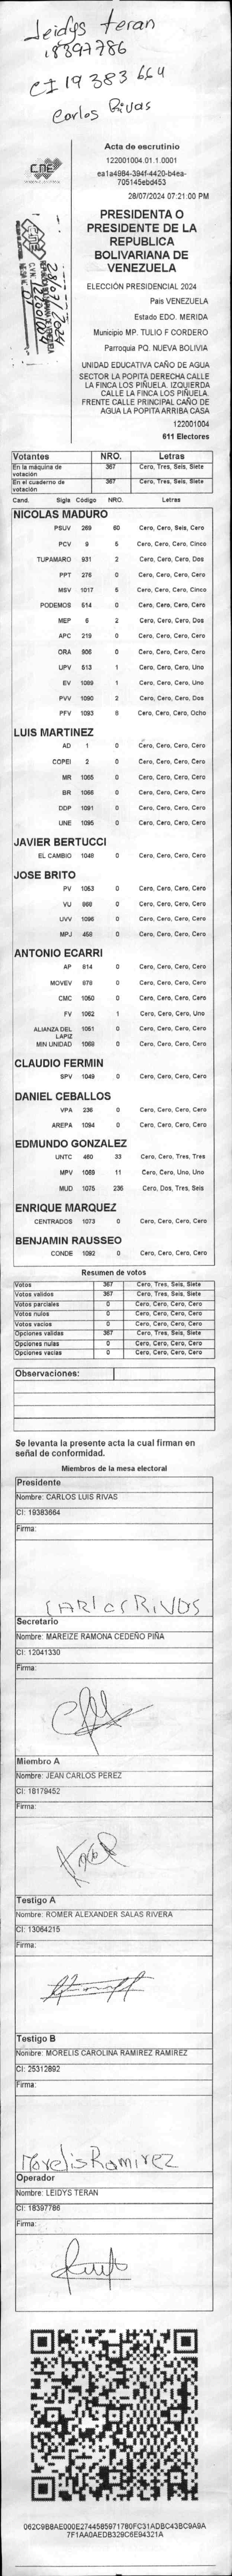 Leidys teran
18397786
CI 19 383 664
Carlos Rivas
Acta de escrutinio
122001004.01.1.0001
ea1a4984-394f-4420-b4ea-
705145ebd453
28/07/2024 07:21:00 PM
CNE
PRESIDENTA O
PRESIDENTE DE LA
REPUBLICA
BOLIVARIANA DE
VENEZUELA
ELECCIÓN PRESIDENCIAL 2024
País VENEZUELA
Estado EDO. MERIDA
Municipio MP. TULIO F CORDERO
Parroquia PQ. NUEVA BOLIVIA
UNIDAD EDUCATIVA CAÑO DE AGUA
SECTOR LA POPITA DERECHA CALLE
LA FINCA LOS PIÑUELA. IZQUIERDA
CALLE LA FINCA LOS PIÑUELA.
FRENTE CALLE PRINCIPAL CAÑO DE
AGUA LA POPITA ARRIBA CASA
122001004
611 Electores
28/07/2024
Votantes NRO. Letras
En la máquina de votación 367 Cero, Tres, Seis, Siete
En el cuaderno de votación 367 Cero, Tres, Seis, Siete
Cand. Sigla Codigo NRO. Letras
NICOLAS MADURO
PSUV 269 60 Cero, Cero, Seis, Cero
PCV 9 5 Cero, Cero, Cero, Cinco
TUPAMARO 931 2 Cero, Cero, Cero, Dos
PPT 276 0 Cero, Cero, Cero, Cero
MSV 1017 5 Cero, Cero, Cero, Cinco
PODEMOS 514 0 Cero, Cero, Cero, Cero
MEP 6 2 Cero, Cero, Cero, Dos
APC 219 0 Cero, Cero, Cero, Cero
ORA 906 0 Cero, Cero, Cero, Cero
UPV 513 1 Cero, Cero, Cero, Uno
EV 1089 1 Cero, Cero, Cero, Uno
PVV 1090 2 Cero, Cero, Cero, Dos
PFV 1093 8 Cero, Cero, Cero, Ocho
LUIS MARTINEZ
AD 1 0 Cero, Cero, Cero, Cero
COPEI 2 0 Cero, Cero, Cero, Cero
MR 1065 0 Cero, Cero, Cero, Cero
BR 1066 0 Cero, Cero, Cero, Cero
DDP 1091 0 Cero, Cero, Cero, Cero
UNE 1095 0 Cero, Cero, Cero, Cero
JAVIER BERTUCCI
EL CAMBIO 1048 0 Cero, Cero, Cero, Cero
JOSE BRITO
PV 1053 0 Cero, Cero, Cero, Cero
VU 868 0 Cero, Cero, Cero, Cero
UVV 1096 0 Cero, Cero, Cero, Cero
MPJ 458 0 Cero, Cero, Cero, Cero
ANTONIO ECARRI
AP 614 0 Cero, Cero, Cero, Cero
MOVEV 878 0 Cero, Cero, Cero, Cero
CMC 1050 0 Cero, Cero, Cero, Cero
FV 1062 1 Cero, Cero, Cero, Uno
ALIANZA DEL LAPIZ 1051 0 Cero, Cero, Cero, Cero
MIN UNIDAD 1068 0 Cero, Cero, Cero, Cero
CLAUDIO FERMIN
SPV 1049 0 Cero, Cero, Cero, Cero
DANIEL CEBALLOS
VPA 236 0 Cero, Cero, Cero, Cero
AREPA 1094 0 Cero, Cero, Cero, Cero
EDMUNDO GONZALEZ
UNTC 460 33 Cero, Cero, Tres, Tres
MPV 1069 11 Cero, Cero, Uno, Uno
MUD 1075 236 Cero, Dos, Tres, Seis
ENRIQUE MARQUEZ
CENTRADOS 1073 0 Cero, Cero, Cero, Cero
BENJAMIN RAUSSEO
CONDE 1092 0 Cero, Cero, Cero, Cero
Resumen de votos
Votos 367 Cero, Tres, Seis, Siete
Votos validos 367 Cero, Tres, Seis, Siete
Votos parciales 0 Cero, Cero, Cero, Cero
Votos nulos 0 Cero, Cero, Cero, Cero
Votos vacios 0 Cero, Cero, Cero, Cero
Opciones validas 367 Cero, Tres, Seis, Siete
Opciones nulas 0 Cero, Cero, Cero, Cero
Opciones vacias 0 Cero, Cero, Cero, Cero
Observaciones:
Se levanta la presente acta la cual firman en
señal de conformidad.
Miembros de la mesa electoral
Presidente
Nombre: CARLOS LUIS RIVAS
CI: 19383664
Firma:
CARlos RiVAS
Secretario
Nombre: MAREIZE RAMONA CEDEÑO PIÑA
CI: 12041330
Firma:
Miembro A
Nombre: JEAN CARLOS PEREZ
CI: 18179452
Firma:
Testigo A
Nombre: ROMER ALEXANDER SALAS RIVERA
CI: 13064215
Firma:
Testigo B
Nombre: MORELIS CAROLINA RAMIREZ RAMIREZ
CI: 25312892
Firma:
Morelis Ramirez
Operador
Nombre: LEIDYS TERAN
CI: 18397786
Firma:
062C9B8AE000E2744585971780FC31ADBC43BC9A9A
7F1AA0AEDB329C6E94321A